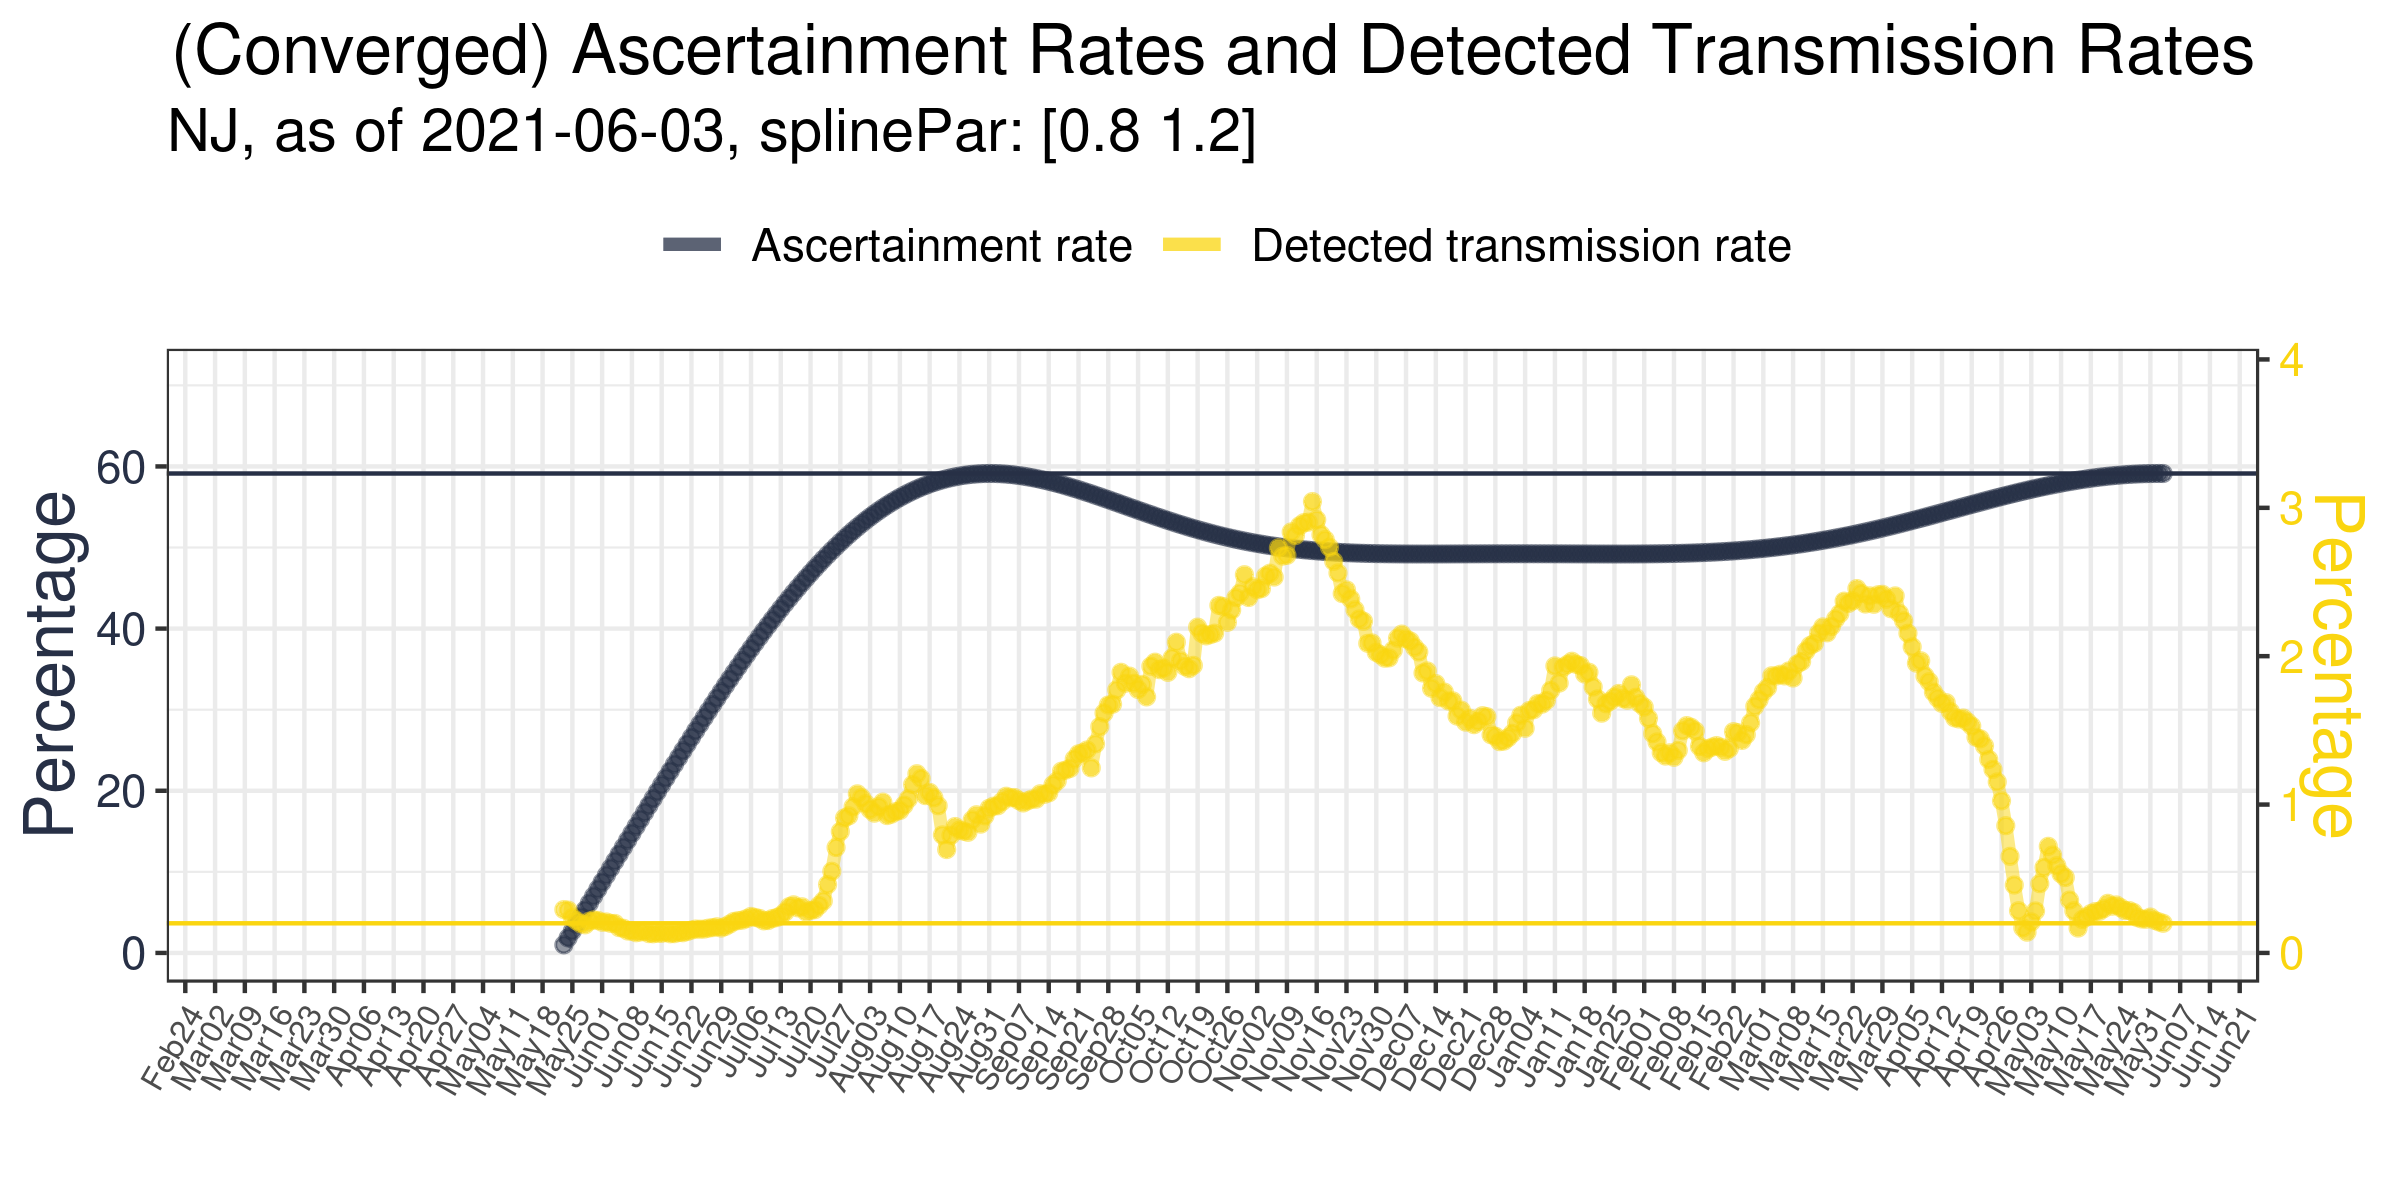 (Converged) Ascertainment Rates and Detected Transmission Rates
NJ, as of 2021-06-03, splinePar: [0.8 1.2]
Ascertainment rate Detected transmission rate
Percentage
60
40
20
0
4
3
2
1
0
Percentage
Feb24 Mar02 Mar09 Mar16 Mar23 Mar30 Apr06 Apr13 Apr20 Apr27 May04 May11 May18 May25 Jun01 Jun08 Jun15 Jun22 Jun29 Jul06 Jul13 Jul20 Jul27 Aug03 Aug10 Aug17 Aug24 Aug31 Sep07 Sep14 Sep21 Sep28 Oct05 Oct12 Oct19 Oct26 Nov02 Nov09 Nov16 Nov23 Nov30 Dec07 Dec14 Dec21 Dec28 Jan04 Jan11 Jan18 Jan25 Feb01 Feb08 Feb15 Feb22 Mar01 Mar08 Mar15 Mar22 Mar29 Apr05 Apr12 Apr19 Apr26 May03 May10 May17 May24 May31 Jun07 Jun14 Jun21